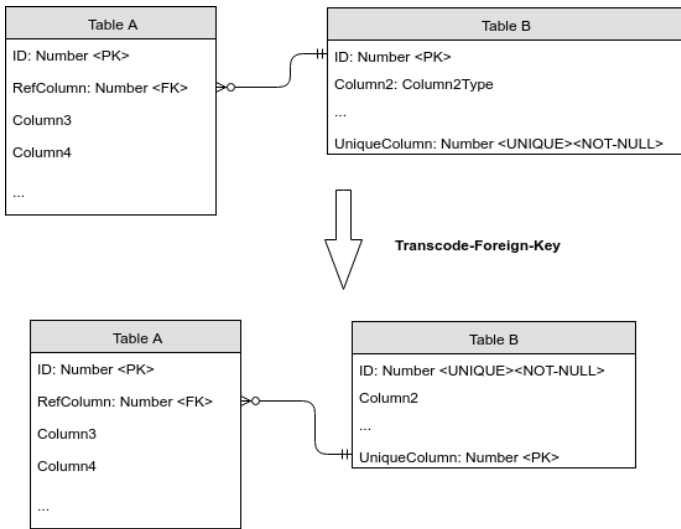 Table A
ID: Number <PK>
RefColumn: Number <FK>
Column3
Column4
...
Table B
ID: Number <PK>
Column2: Column2Type
...
UniqueColumn: Number <UNIQUE><NOT-NULL>
Transcode-Foreign-Key
Table A
ID: Number <PK>
RefColumn: Number <FK>
Column3
Column4
...
Table B
ID: Number <UNIQUE><NOT-NULL>
Column2
...
UniqueColumn: Number <PK>